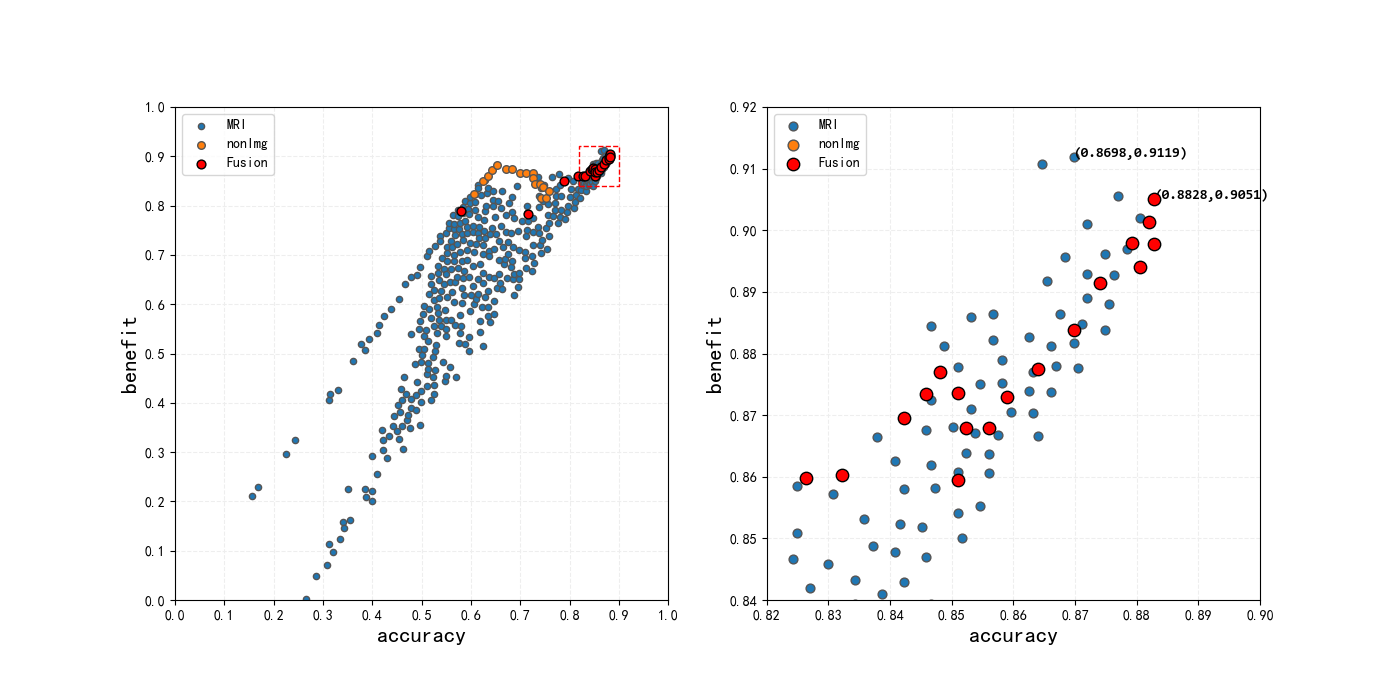 1.0
0.9
0.8
0.7
0.6
0.5
0.4
0.3
0.2
0.1
0.0
benefit
MRI
nonImg
Fusion
0.0 0.1 0.2 0.3 0.4 0.5 0.6 0.7 0.8 0.9 1.0
accuracy
0.92
0.91
0.90
0.89
0.88
0.87
0.86
0.85
0.84
benefit
MRI
nonImg
Fusion
(0.8698,0.9119)
(0.8828,0.9051)
0.82 0.83 0.84 0.85 0.86 0.87 0.88 0.89 0.90
accuracy